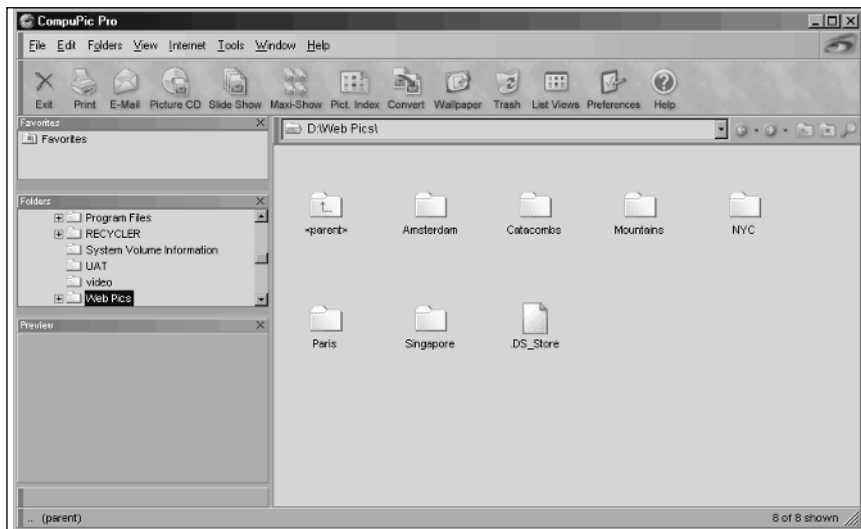 CompuPic Pro
File Edit Folders View Internet Tools Window Help
Exit Print E-Mail Picture CD Slide Show Maxi-Show Pict. Index Convert Wallpaper Trash List Views Preferences Help
Favorites
Favorites
D:\Web Pics\
Folders
Program Files
RECYCLER
System Volume Information
UAT
video
Web Pics
<parent> Amsterdam Catacombs Mountains NYC
Paris Singapore .DS_Store
Preview
.. (parent)
8 of 8 shown